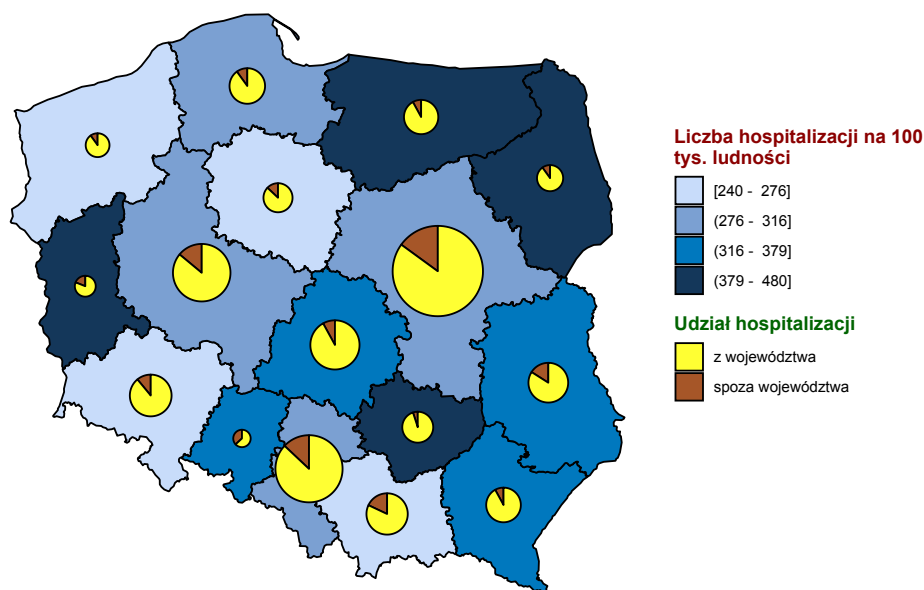 Liczba hospitalizacji na 100
tys. ludności
[240 - 276]
(276 - 316]
(316 - 379]
(379 - 480]
Udział hospitalizacji
z województwa
spoza województwa